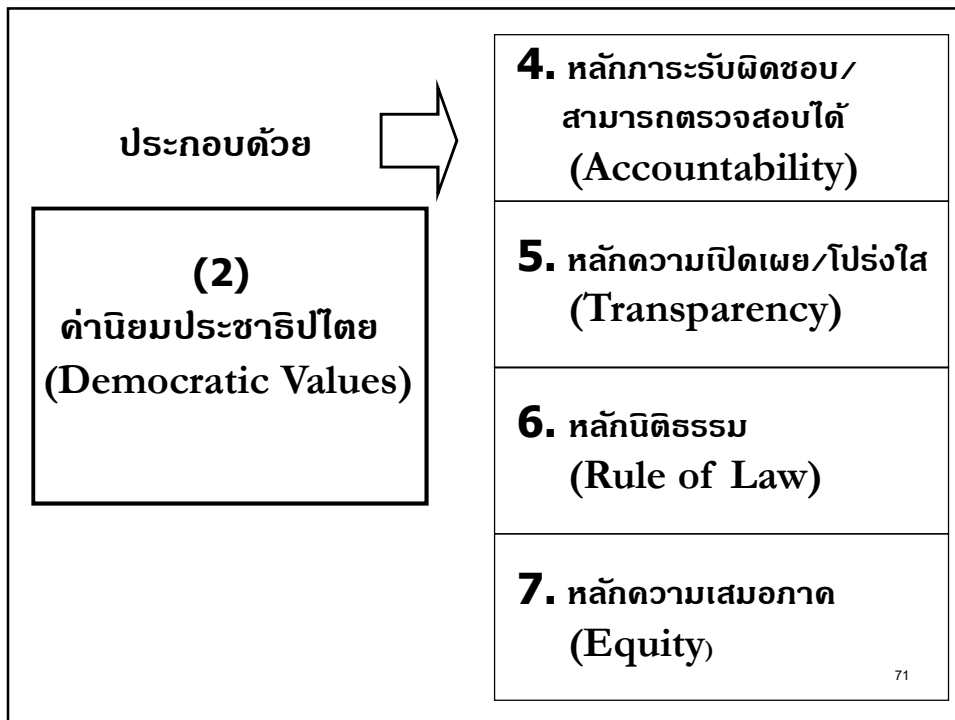 ประกอบด้วย
(2)
ค่านิยมประชาธิปไตย
(Democratic Values)
4. หลักภาระรับผิดชอบ/
สามารถตรวจสอบได้
(Accountability)
5. หลักความเปิดเผย/โปร่งใส
(Transparency)
6. หลักนิติธรรม
(Rule of Law)
7. หลักความเสมอภาค
(Equity)
71